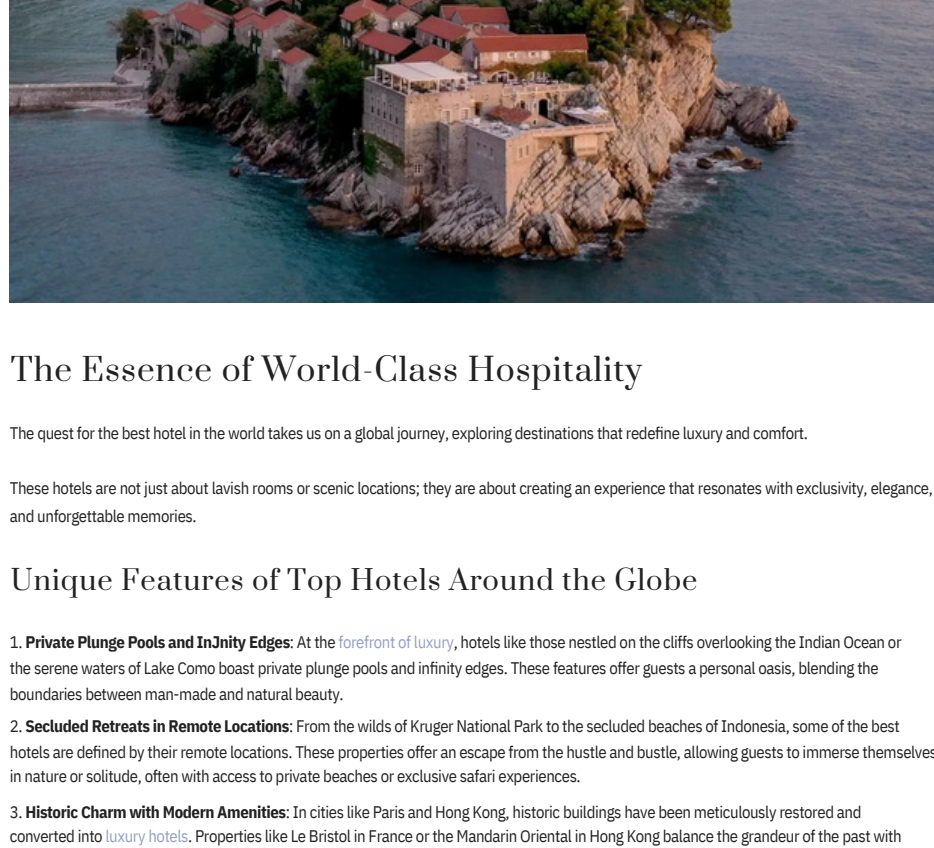 The Essence of World-Class Hospitality
The quest for the best hotel in the world takes us on a global journey, exploring destinations that redefine luxury and comfort.
These hotels are not just about lavish rooms or scenic locations; they are about creating an experience that resonates with exclusivity, elegance,
and unforgettable memories.
Unique Features of Top Hotels Around the Globe
1. Private Plunge Pools and InJnity Edges: At the forefront of luxury, hotels like those nestled on the cliffs overlooking the Indian Ocean or
the serene waters of Lake Como boast private plunge pools and infinity edges. These features offer guests a personal oasis, blending the
boundaries between man-made and natural beauty.
2. Secluded Retreats in Remote Locations: From the wilds of Kruger National Park to the secluded beaches of Indonesia, some of the best
hotels are defined by their remote locations. These properties offer an escape from the hustle and bustle, allowing guests to immerse themselves
in nature or solitude, often with access to private beaches or exclusive safari experiences.
3. Historic Charm with Modern Amenities: In cities like Paris and Hong Kong, historic buildings have been meticulously restored and
converted into luxury hotels. Properties like Le Bristol in France or the Mandarin Oriental in Hong Kong balance the grandeur of the past with